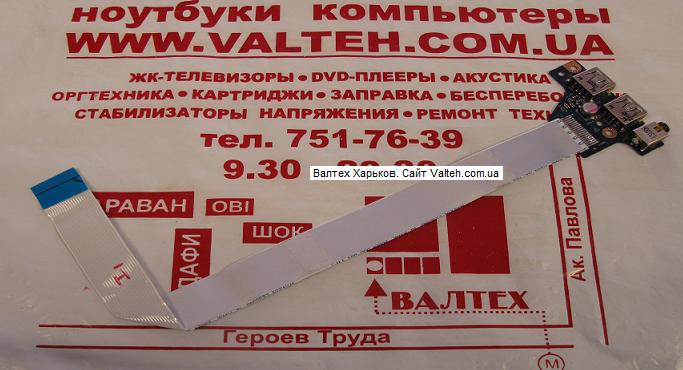 ноутбуки компьютеры
WWW.VALTEH.COM.UA
ЖК-ТЕЛЕВИЗОРЫ • DVD-ПЛЕЕРЫ • АКУСТИКА
ОРГТЕХНИКА • КАРТРИДЖИ • ЗАПРАВКА • БЕСПЕРЕБО
СТАБИЛИЗАТОРЫ НАПРЯЖЕНИЯ • РЕМОНТ ТЕХ
тел. 751-76-39
9.30
Валтех Харьков. Сайт Valteh.com.ua
РАВАН
ОВІ
ШОК
ЛАФИ
Ак. Павлова
ВАЛТЕХ
Героев Труда
М